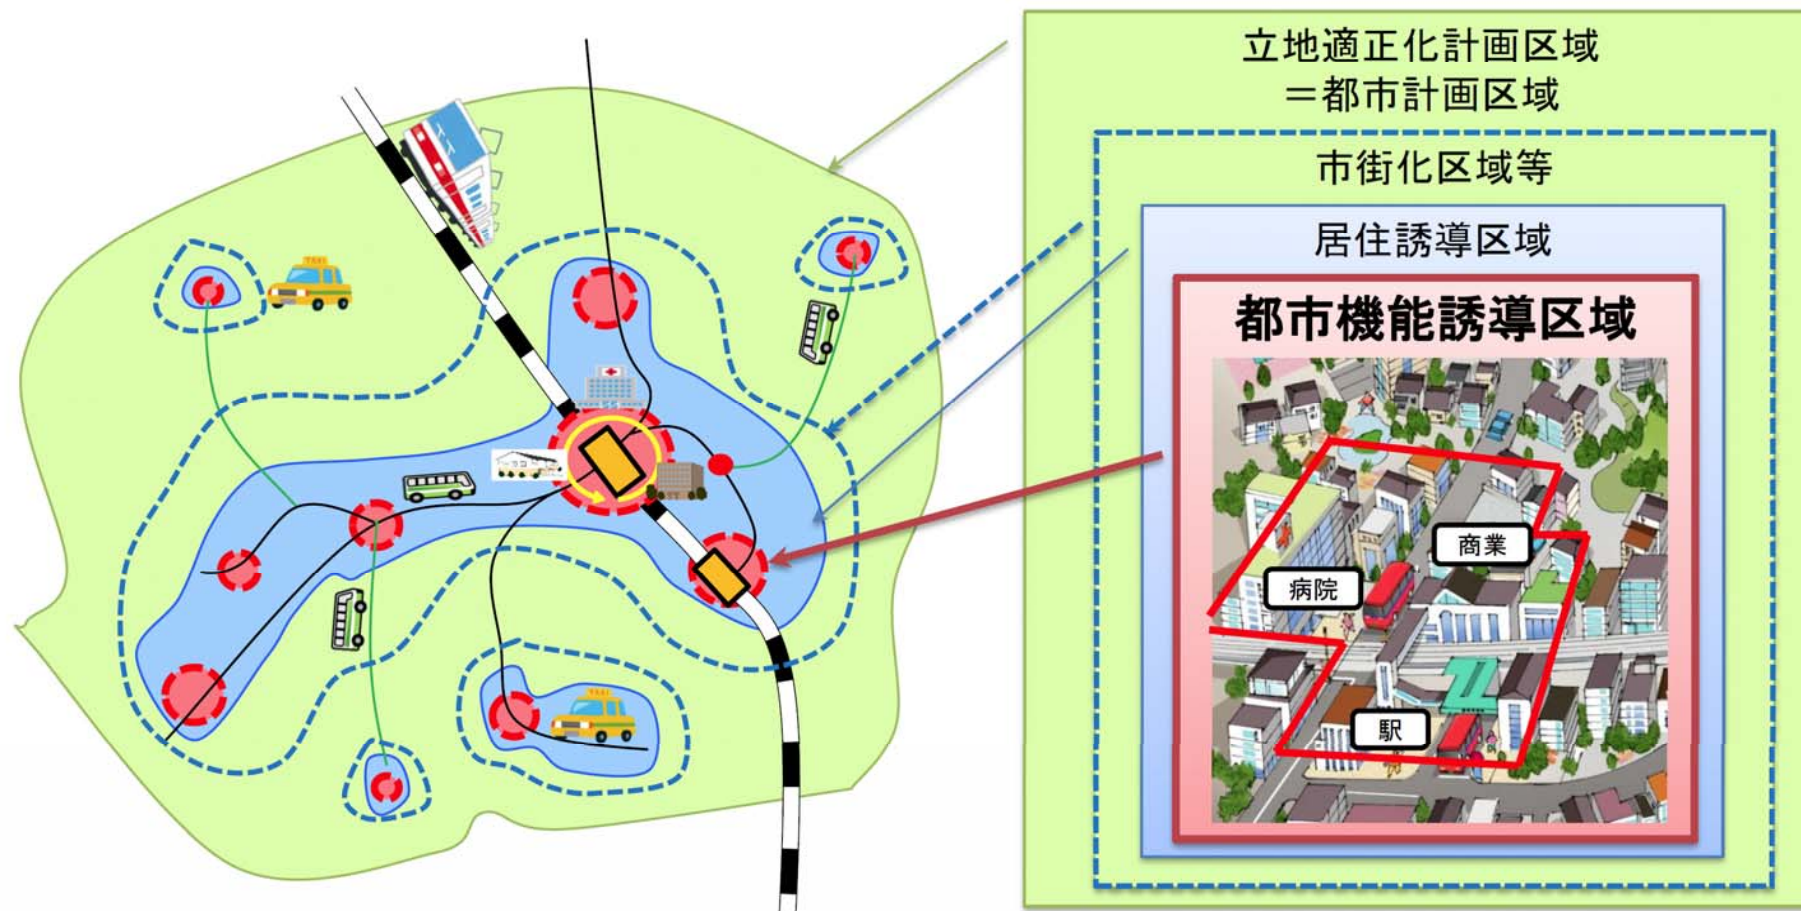 立地適正化計画区域
＝都市計画区域
市街化区域等
居住誘導区域
都市機能誘導区域
商業
病院
駅
TAXI
TAXI